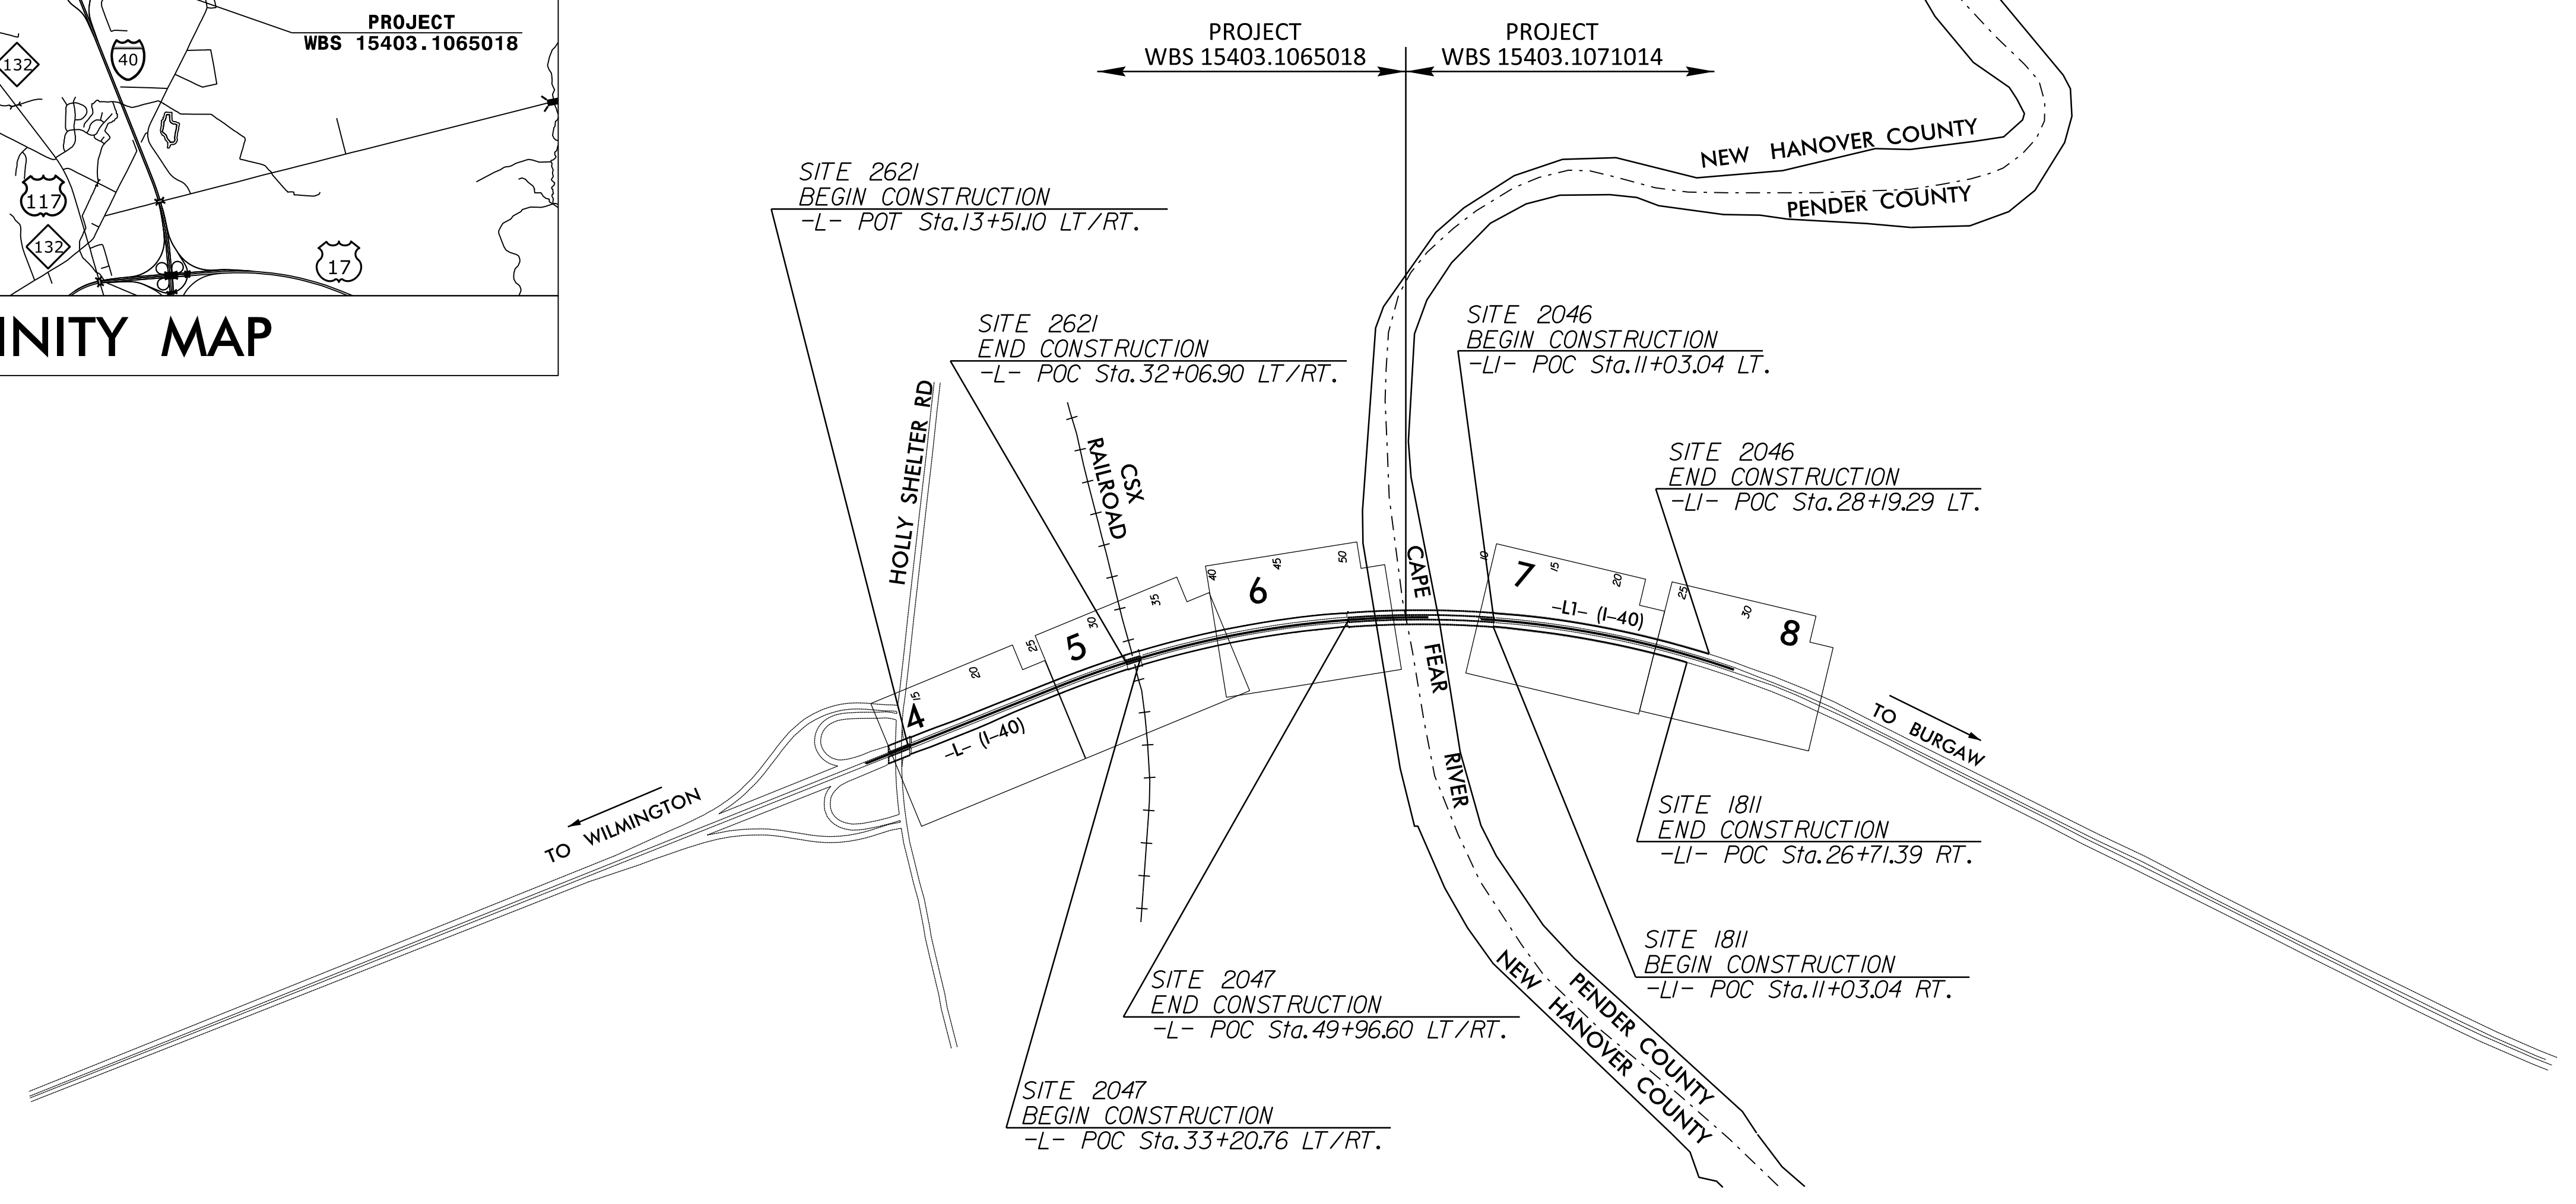 PROJECT
WBS 15403.1065018
132
40
117
132
17
INITY MAP
PROJECT
WBS 15403.1065018
PROJECT
WBS 15403.1071014
NEW HANOVER COUNTY
PENDER COUNTY
SITE 2621
BEGIN CONSTRUCTION
-L- POT Sta.13+51.10 LT/RT.
SITE 2621
END CONSTRUCTION
-L- POC Sta.32+06.90 LT/RT.
SITE 2046
BEGIN CONSTRUCTION
-L1- POC Sta.11+03.04 LT.
SITE 2046
END CONSTRUCTION
-L1- POC Sta.28+19.29 LT.
HOLLY SHELTER RD
CSX
RAILROAD
CAPE FEAR RIVER
4
15
20
25
5
30
35
6
40
45
50
7
10
15
20
8
25
30
-L- (I-40)
-L1- (I-40)
TO WILMINGTON
TO BURGAW
SITE 1811
END CONSTRUCTION
-L1- POC Sta.26+71.39 RT.
SITE 1811
BEGIN CONSTRUCTION
-L1- POC Sta.11+03.04 RT.
SITE 2047
END CONSTRUCTION
-L- POC Sta.49+96.60 LT/RT.
SITE 2047
BEGIN CONSTRUCTION
-L- POC Sta.33+20.76 LT/RT.
PENDER COUNTY
NEW HANOVER COUNTY